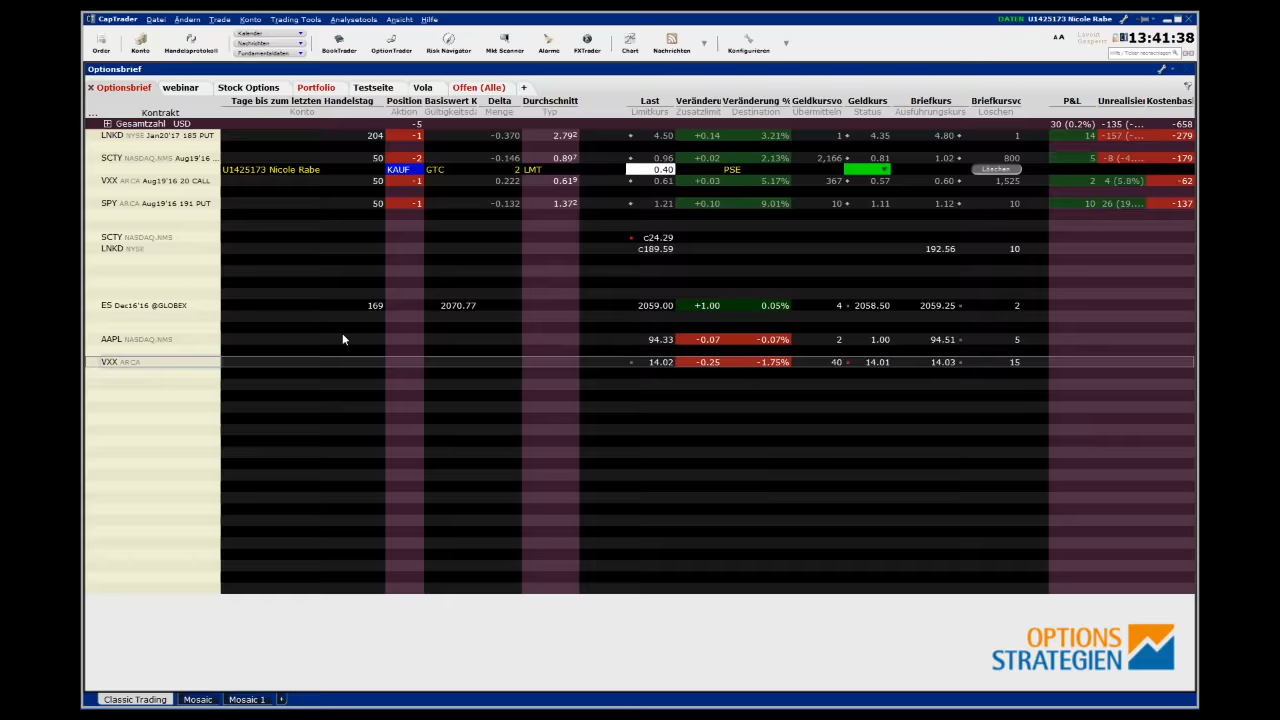 CapTrader Datei Ändern Trade Konto Trading Tools Analysetools Ansicht Hilfe DATEN U1425173 Nicole Rabe
Kalender
Nachrichten
Fundamentaldaten
Order Konto Handelsprotokoll BookTrader OptionTrader Risk Navigator Mkt Scanner Alarme FXTrader Chart Nachrichten Konfigurieren
A A Layout Gesperrt 13:41:38
Optionsbrief
× Optionsbrief webinar Stock Options Portfolio Testseite Vola Offen (Alle) +
Tage bis zum letzten Handelstag Position Basiswert K Delta Durchschnitt Last Veränderu Veränderung % Geldkursvo Geldkurs Briefkurs Briefkursvc P&L Unrealisie Kostenbas
... Kontrakt Konto Aktion Gültigkeitsd Menge Typ Limitkurs Zusatzlimit Destination Übermitteln Status Ausführungskurs Löschen
Gesamtzahl USD -5 30 (0.2%) -135 (-... -658
LNKD NYSE Jan20'17 185 PUT 204 -1 -0.370 2.79² 4.50 +0.14 3.21% 1 4.35 4.80 1 14 -157 (-... -279
SCTY NASDAQ.NMS Aug19'16 ... 50 -2 -0.146 0.89⁷ 0.96 +0.02 2.13% 2,166 0.81 1.02 800 5 -8 (-4.... -179
U1425173 Nicole Rabe KAUF GTC 2 LMT 0.40 PSE Löschen
VXX ARCA Aug19'16 20 CALL 50 -1 0.222 0.61⁹ 0.61 +0.03 5.17% 367 0.57 0.60 1,525 2 4 (5.8%) -62
SPY Aug19'16 191 PUT 50 -1 -0.132 1.37² 1.21 +0.10 9.01% 10 1.11 1.12 10 10 26 (19.... -137
SCTY NASDAQ.NMS c24.29
LNKD NYSE c189.59 192.56 10
ES Dec16'16 @GLOBEX 169 2070.77 2059.00 +1.00 0.05% 4 2058.50 2059.25 2
AAPL NASDAQ.NMS 94.33 -0.07 -0.07% 2 1.00 94.51 5
VXX ARCA 14.02 -0.25 -1.75% 40 14.01 14.03 15
OPTIONS
STRATEGIEN
Classic Trading Mosaic Mosaic 1 +